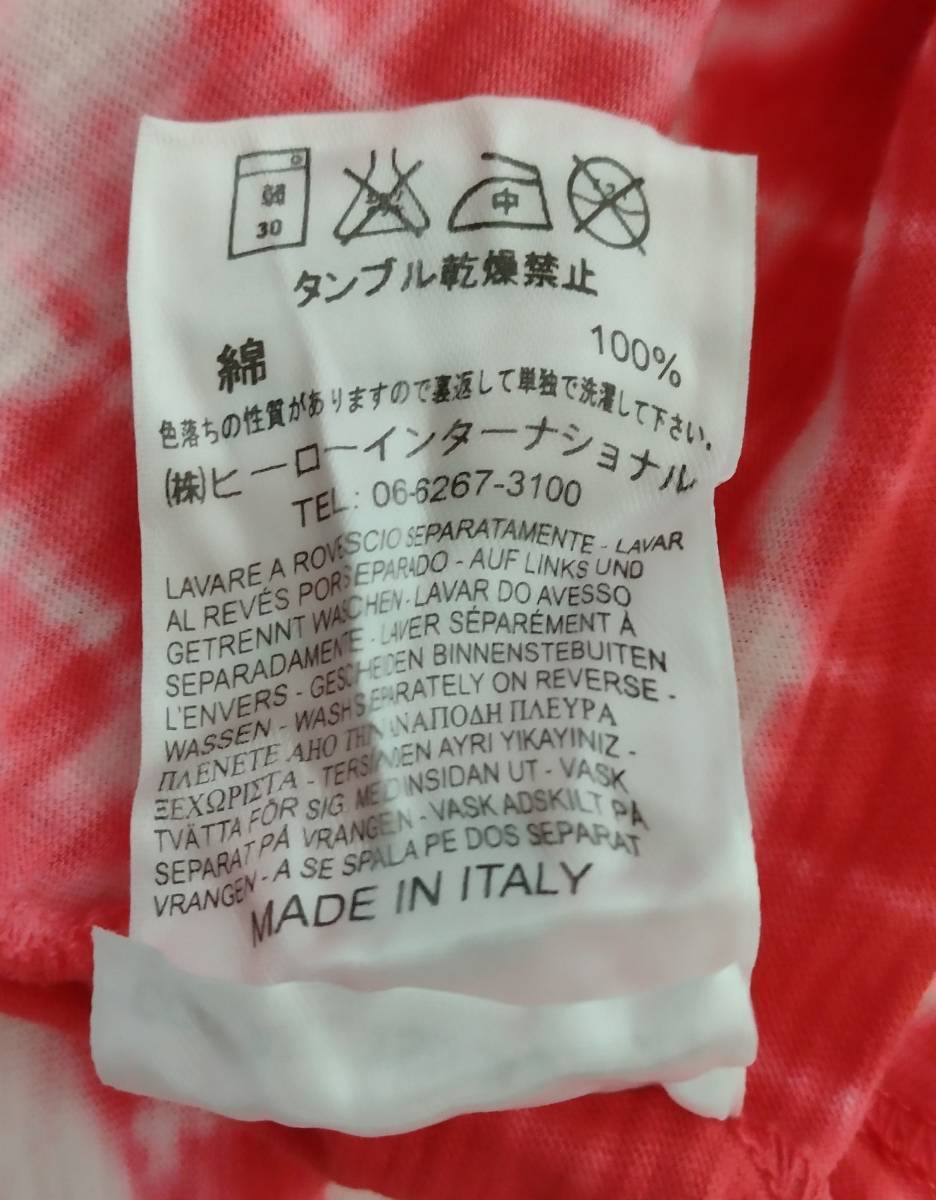 弱
30
中
タンブル乾燥禁止
綿 100%
色落ちの性質がありますので裏返して単独で洗濯して下さい.
(株)ヒーローインターナショナル
TEL: 06-6267-3100
LAVARE A ROVESCIO SEPARATAMENTE - LAVAR
AL REVÉS POR SEPARADO - AUF LINKS UND
GETRENNT WASCHEN - LAVAR DO AVESSO
SEPARADAMENTE - LAVER SÉPARÉMENT À
L'ENVERS - GESCHEIDEN BINNENSTEBUITEN
WASSEN - WASH SEPARATELY ON REVERSE -
ΠΛΕΝΕΤΕ ΑΗΟ ΤΗΝ ΑΝΑΠΟΔΗ ΠΛΕΥΡΑ
ΞΕΧΩΡΙΣΤΑ - TERSINDEN AYRI YIKAYINIZ -
TVÄTTA FÖR SIG MED INSIDAN UT - VASK
SEPARAT PÅ VRANGEN - VASK ADSKILT PÅ
VRANGEN - A SE SPALA PE DOS SEPARAT
MADE IN ITALY